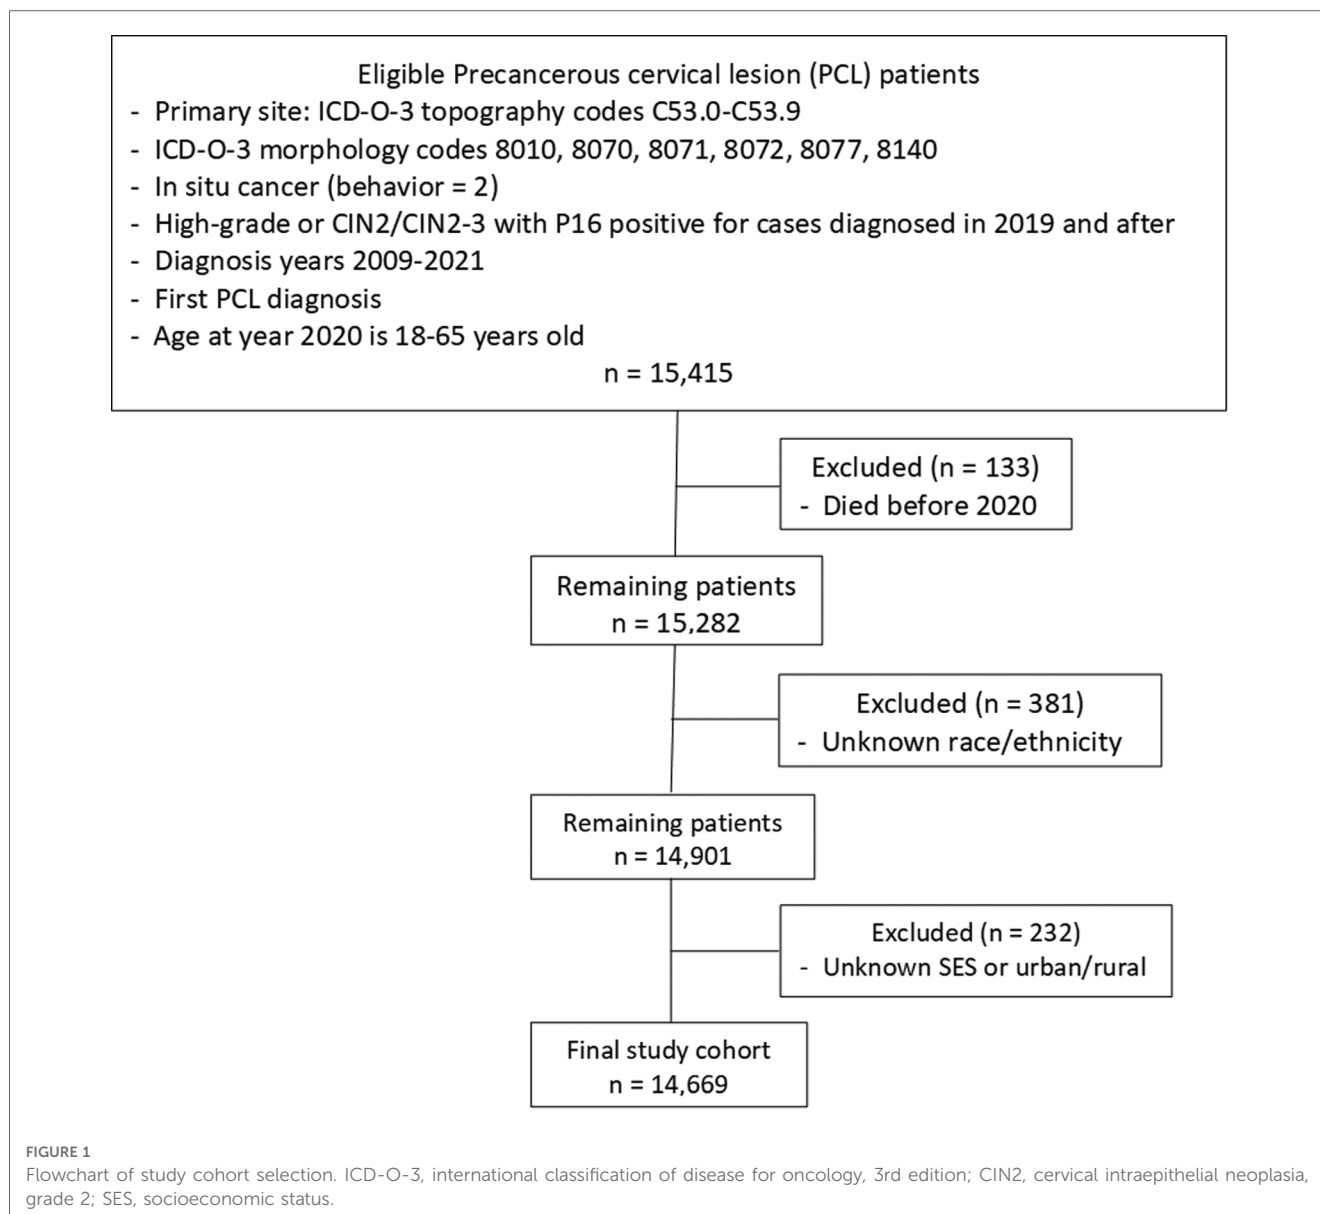 Eligible Precancerous cervical lesion (PCL) patients
- Primary site: ICD-O-3 topography codes C53.0-C53.9
- ICD-O-3 morphology codes 8010, 8070, 8071, 8072, 8077, 8140
- In situ cancer (behavior = 2)
- High-grade or CIN2/CIN2-3 with P16 positive for cases diagnosed in 2019 and after
- Diagnosis years 2009-2021
- First PCL diagnosis
- Age at year 2020 is 18-65 years old
n = 15,415
Excluded (n = 133)
- Died before 2020
Remaining patients
n = 15,282
Excluded (n = 381)
- Unknown race/ethnicity
Remaining patients
n = 14,901
Excluded (n = 232)
- Unknown SES or urban/rural
Final study cohort
n = 14,669
FIGURE 1
Flowchart of study cohort selection. ICD-O-3, international classification of disease for oncology, 3rd edition; CIN2, cervical intraepithelial neoplasia,
grade 2; SES, socioeconomic status.